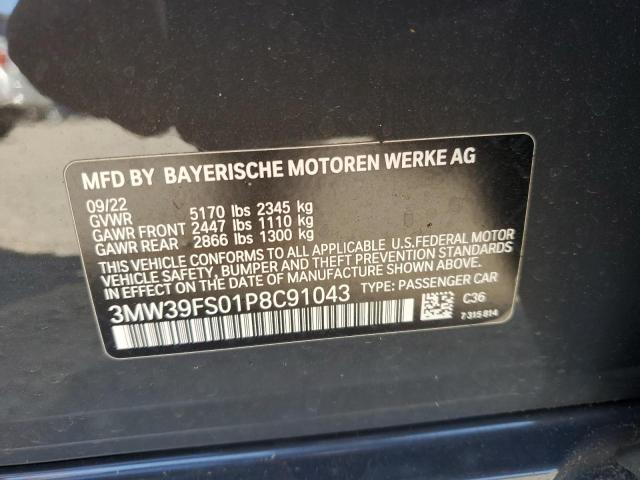 MFD BY BAYERISCHE MOTOREN WERKE AG
09/22
GVWR 5170 lbs 2345 kg
GAWR FRONT 2447 lbs 1110 kg
GAWR REAR 2866 lbs 1300 kg
THIS VEHICLE CONFORMS TO ALL APPLICABLE U.S.FEDERAL MOTOR
VEHICLE SAFETY, BUMPER AND THEFT PREVENTION STANDARDS
IN EFFECT ON THE DATE OF MANUFACTURE SHOWN ABOVE.
3MW39FS01P8C91043 TYPE: PASSENGER CAR
C36
7 315 814